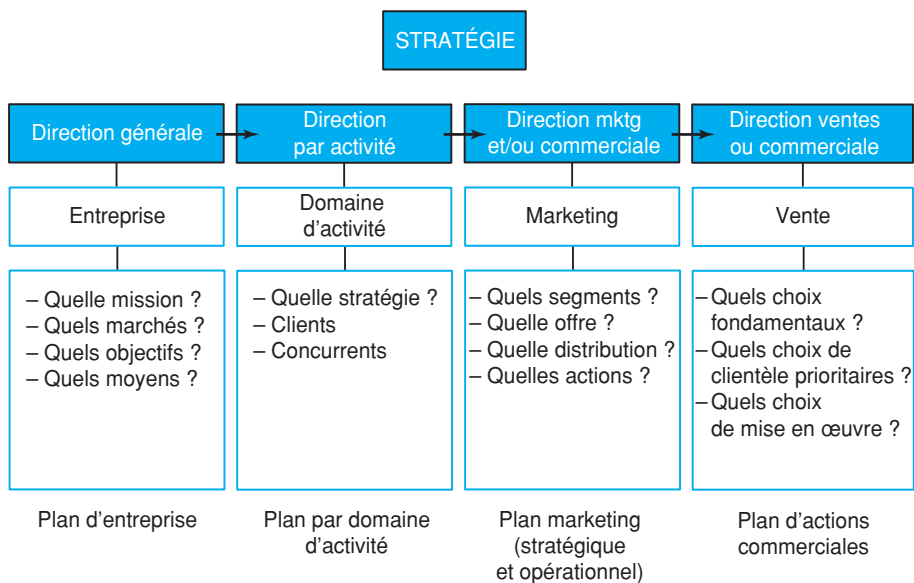 STRATÉGIE
Direction générale
Direction
par activité
Direction mktg
et/ou commerciale
Direction ventes
ou commerciale
Entreprise
Domaine
d'activité
Marketing
Vente
– Quelle mission ?
– Quels marchés ?
– Quels objectifs ?
– Quels moyens ?
– Quelle stratégie ?
– Clients
– Concurrents
– Quels segments ?
– Quelle offre ?
– Quelle distribution ?
– Quelles actions ?
– Quels choix
fondamentaux ?
– Quels choix de
clientèle prioritaires ?
– Quels choix
de mise en œuvre ?
Plan d'entreprise
Plan par domaine
d'activité
Plan marketing
(stratégique
et opérationnel)
Plan d'actions
commerciales